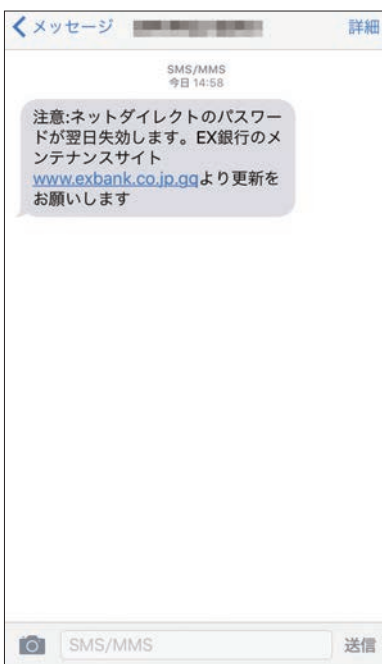 メッセージ
詳細
SMS/MMS
今日 14:58
注意:ネットダイレクトのパスワー
ドが翌日失効します。EX銀行のメ
ンテナンスサイト
www.exbank.co.jp.gqより更新を
お願いします
SMS/MMS
送信